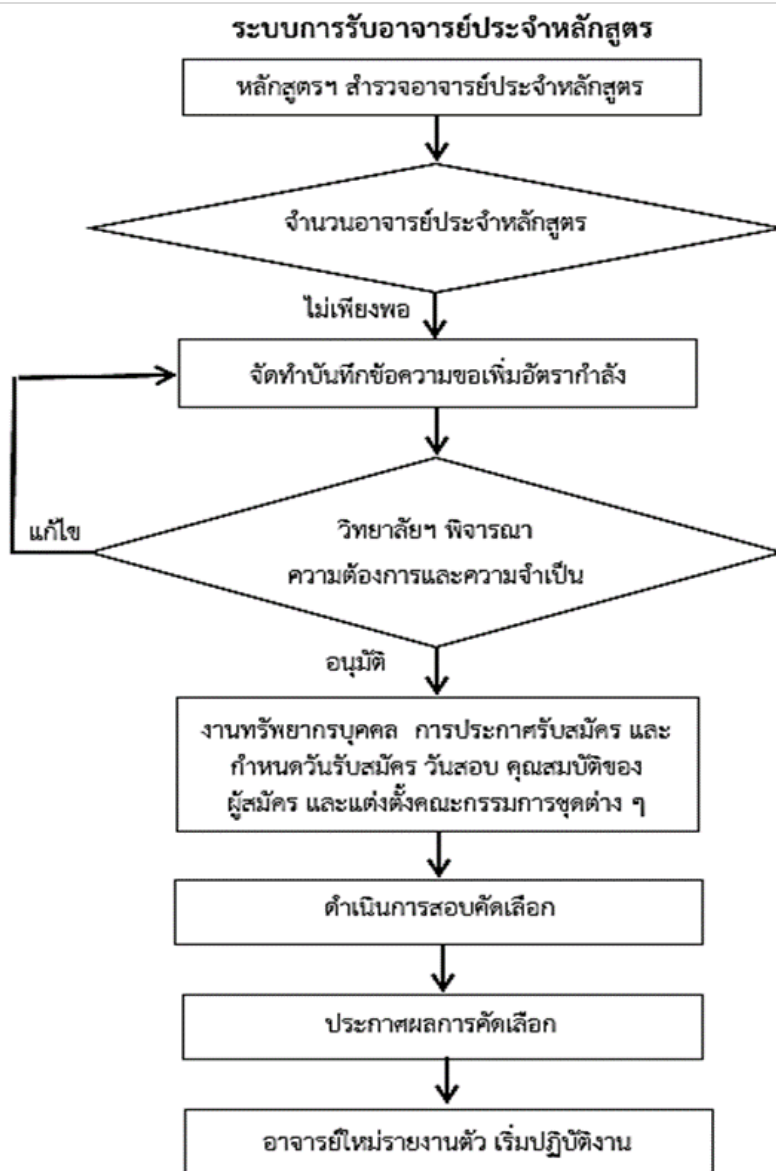 ระบบการรับอาจารย์ประจำหลักสูตร
หลักสูตรฯ สำรวจอาจารย์ประจำหลักสูตร
จำนวนอาจารย์ประจำหลักสูตร
ไม่เพียงพอ
จัดทำบันทึกข้อความขอเพิ่มอัตรากำลัง
แก้ไข
วิทยาลัยฯ พิจารณา
ความต้องการและความจำเป็น
อนุมัติ
งานทรัพยากรบุคคล การประกาศรับสมัคร และ
กำหนดวันรับสมัคร วันสอบ คุณสมบัติของ
ผู้สมัคร และแต่งตั้งคณะกรรมการชุดต่าง ๆ
ดำเนินการสอบคัดเลือก
ประกาศผลการคัดเลือก
อาจารย์ใหม่รายงานตัว เริ่มปฏิบัติงาน